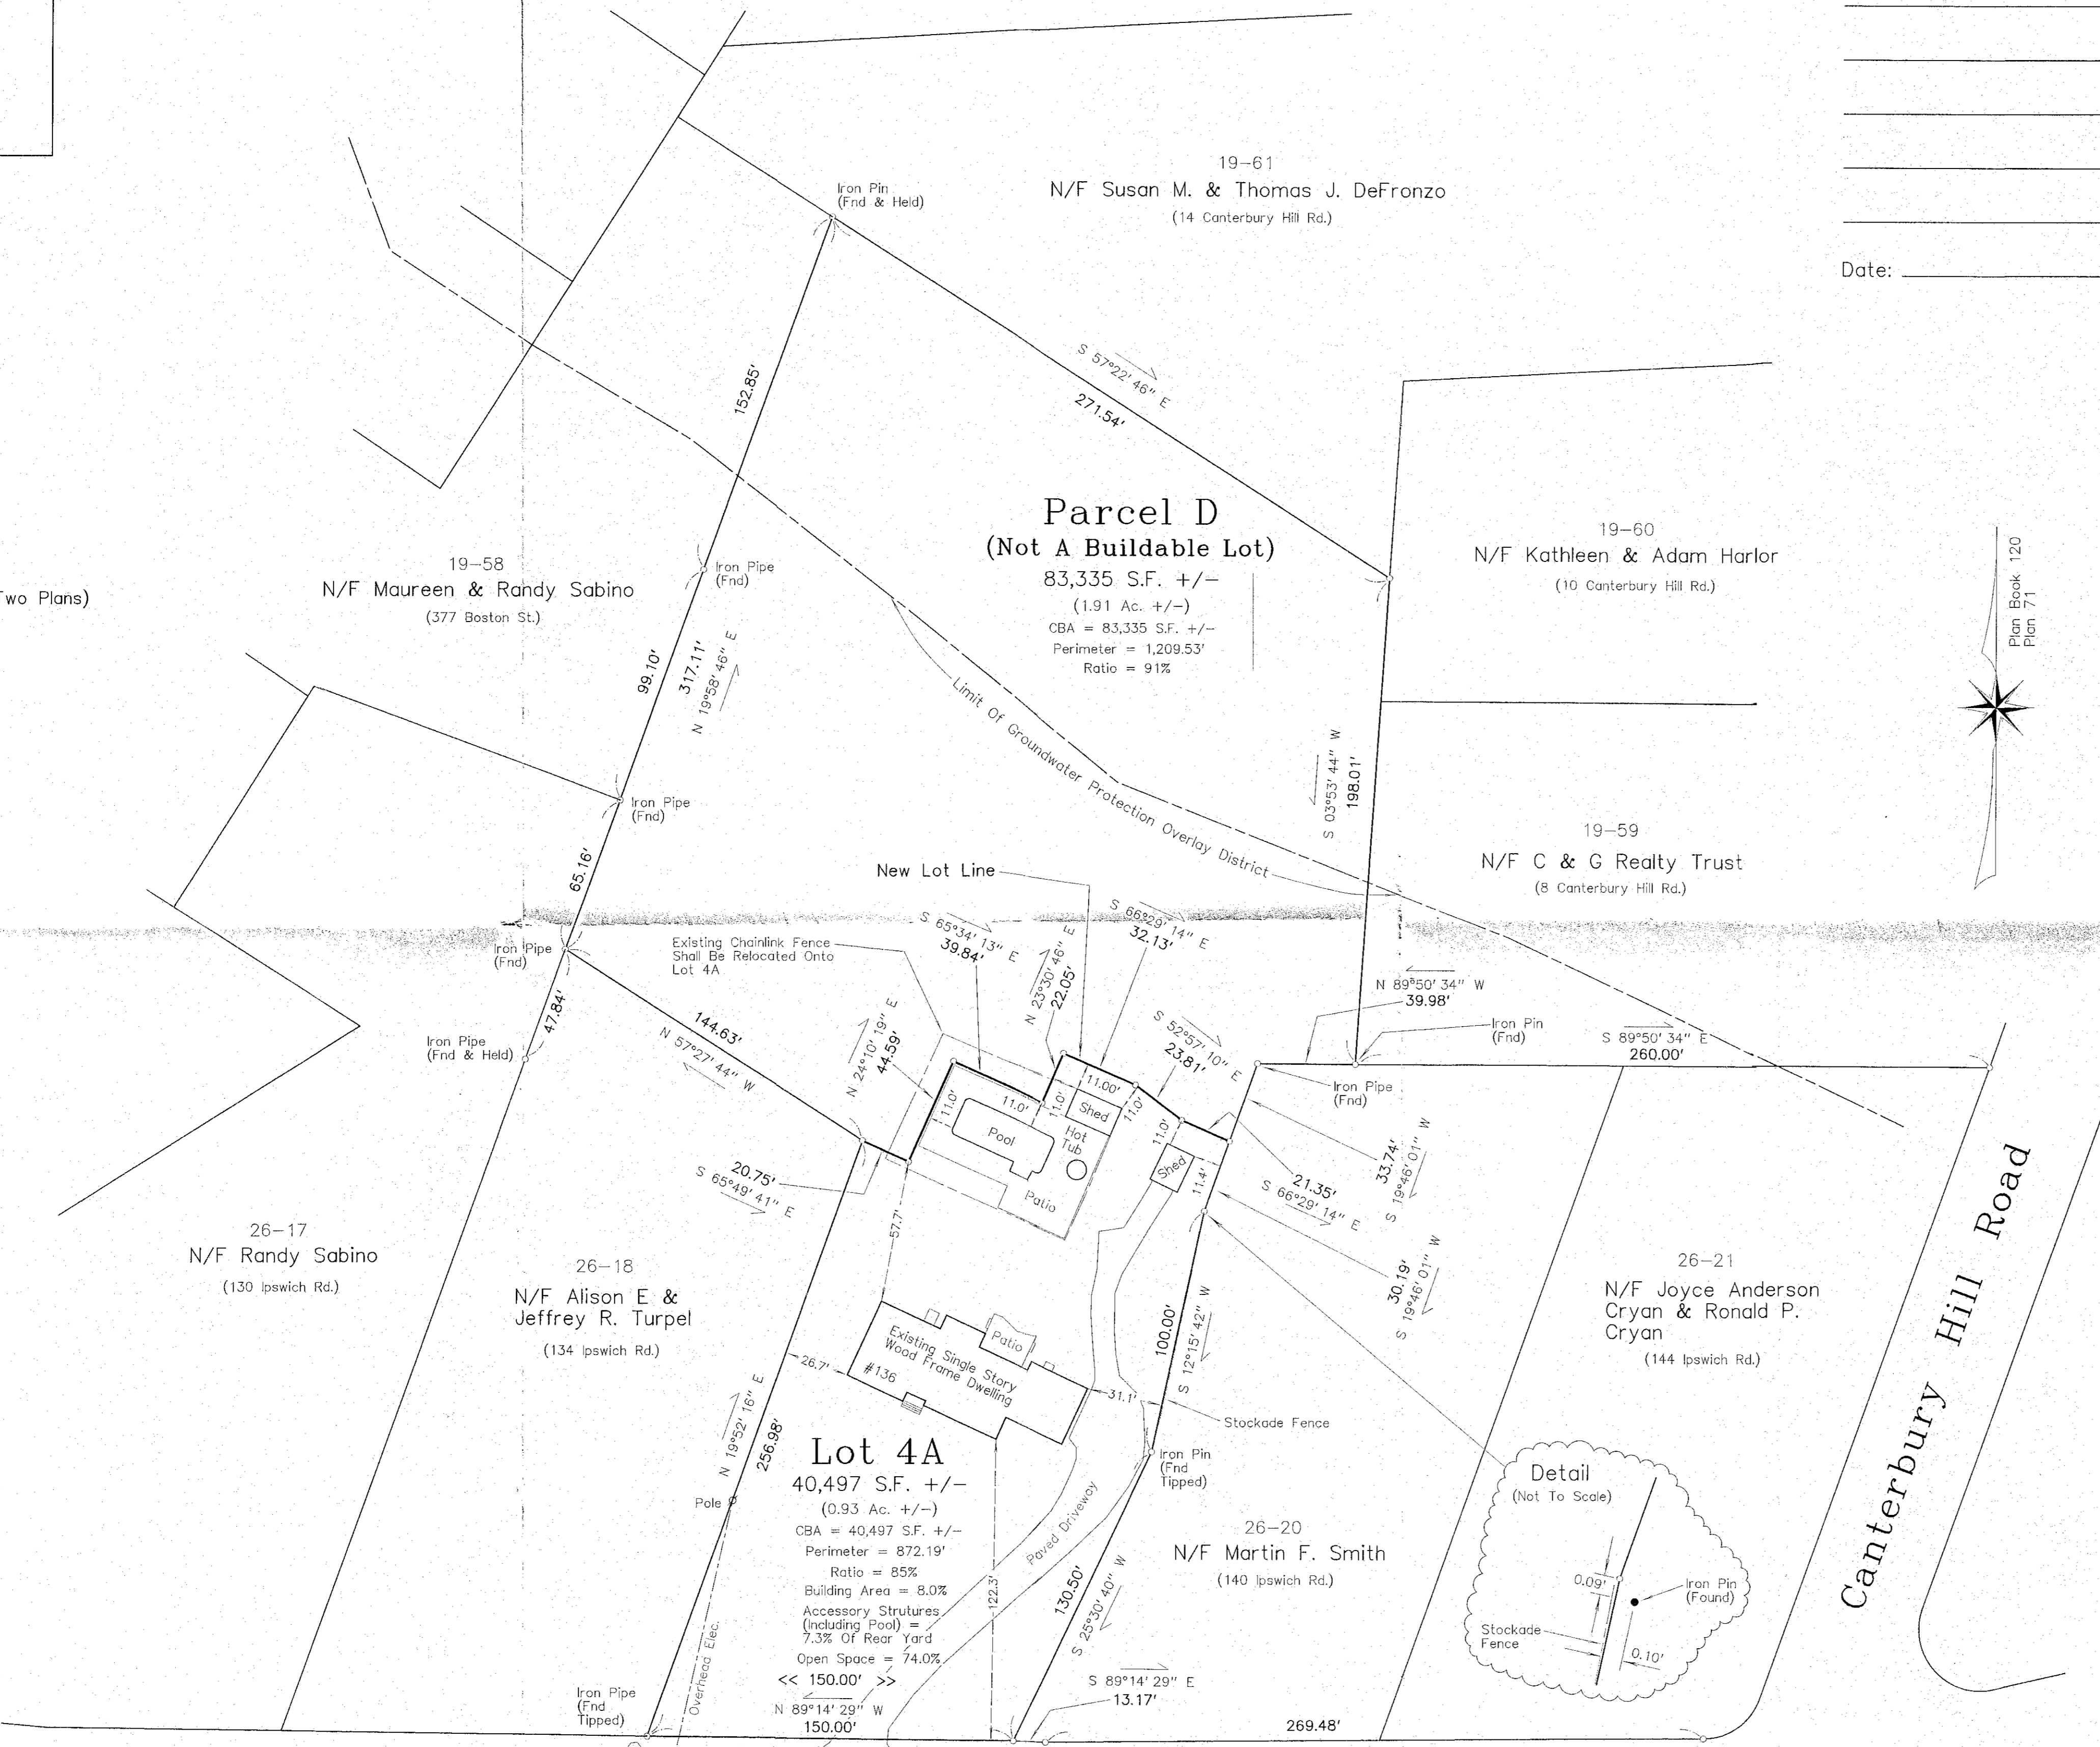 19-61
N/F Susan M. & Thomas J. DeFronzo
(14 Canterbury Hill Rd.)
Iron Pin
(Fnd & Held)
Date:
S 57°22'46" E
271.54'
152.85'
Parcel D
(Not A Buildable Lot)
83,335 S.F. +/-
(1.91 Ac. +/-)
CBA = 83,335 S.F. +/-
Perimeter = 1,209.53'
Ratio = 91%
19-60
N/F Kathleen & Adam Harlor
(10 Canterbury Hill Rd.)
Plan Book 120
Plan 71
19-58
N/F Maureen & Randy Sabino
(377 Boston St.)
wo Plans)
Iron Pipe
(Fnd)
99.10'
317.11'
N 19°58'46" E
Limit Of Groundwater Protection Overlay District
S 03°53'44" W
198.01'
Iron Pipe
(Fnd)
65.16'
19-59
N/F C & G Realty Trust
(8 Canterbury Hill Rd.)
New Lot Line
Existing Chainlink Fence
Shall Be Relocated Onto
Lot 4A
S 65°34'13" E
39.84'
N 23°30'46" E
22.05'
S 66°29'14" E
32.13'
Iron Pipe
(Fnd)
47.84'
Iron Pipe
(Fnd & Held)
144.63'
N 57°27'44" W
N 24°10'19" E
44.59'
S 52°57'10" E
23.81'
N 89°50'34" W
39.98'
Iron Pin
(Fnd)
S 89°50'34" E
260.00'
Iron Pipe
(Fnd)
11.0'
11.0'
11.0'
11.00'
11.0'
11.0'
11.4'
Pool
Shed
Hot
Tub
Shed
Patio
20.75'
S 65°49'41" E
57.7'
21.35'
S 66°29'14" E
33.74'
S 19°46'01" W
30.19'
S 19°46'01" W
26-17
N/F Randy Sabino
(130 Ipswich Rd.)
26-18
N/F Alison E &
Jeffrey R. Turpel
(134 Ipswich Rd.)
26-21
N/F Joyce Anderson
Cryan & Ronald P.
Cryan
(144 Ipswich Rd.)
Canterbury Hill Road
Patio
Existing Single Story
Wood Frame Dwelling
#136
26.7'
31.1'
100.00'
S 12°15'42" W
Stockade Fence
Iron Pin
(Fnd
Tipped)
N 19°52'16" E
256.98'
Pole
Overhead Elec.
Lot 4A
40,497 S.F. +/-
(0.93 Ac. +/-)
CBA = 40,497 S.F. +/-
Perimeter = 872.19'
Ratio = 85%
Building Area = 8.0%
Accessory Strutures
(Including Pool) =
7.3% Of Rear Yard
Open Space = 74.0%
<< 150.00' >>
N 89°14'29" W
150.00'
122.3'
Paved Driveway
130.50'
S 25°30'40" W
26-20
N/F Martin F. Smith
(140 Ipswich Rd.)
S 89°14'29" E
13.17'
269.48'
Iron Pipe
(Fnd
Tipped)
Detail
(Not To Scale)
0.09'
Iron Pin
(Found)
Stockade
Fence
0.10'